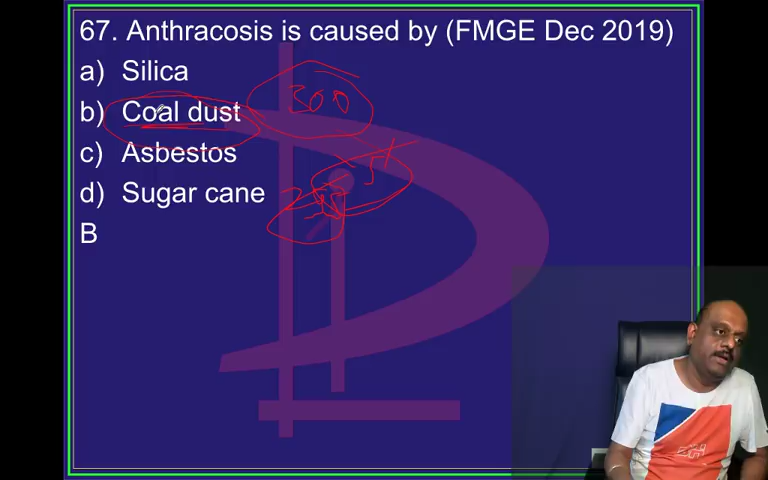 67. Anthracosis is caused by (FMGE Dec 2019)
a) Silica
b) Coal dust
300
c) Asbestos
d) Sugar cane
B